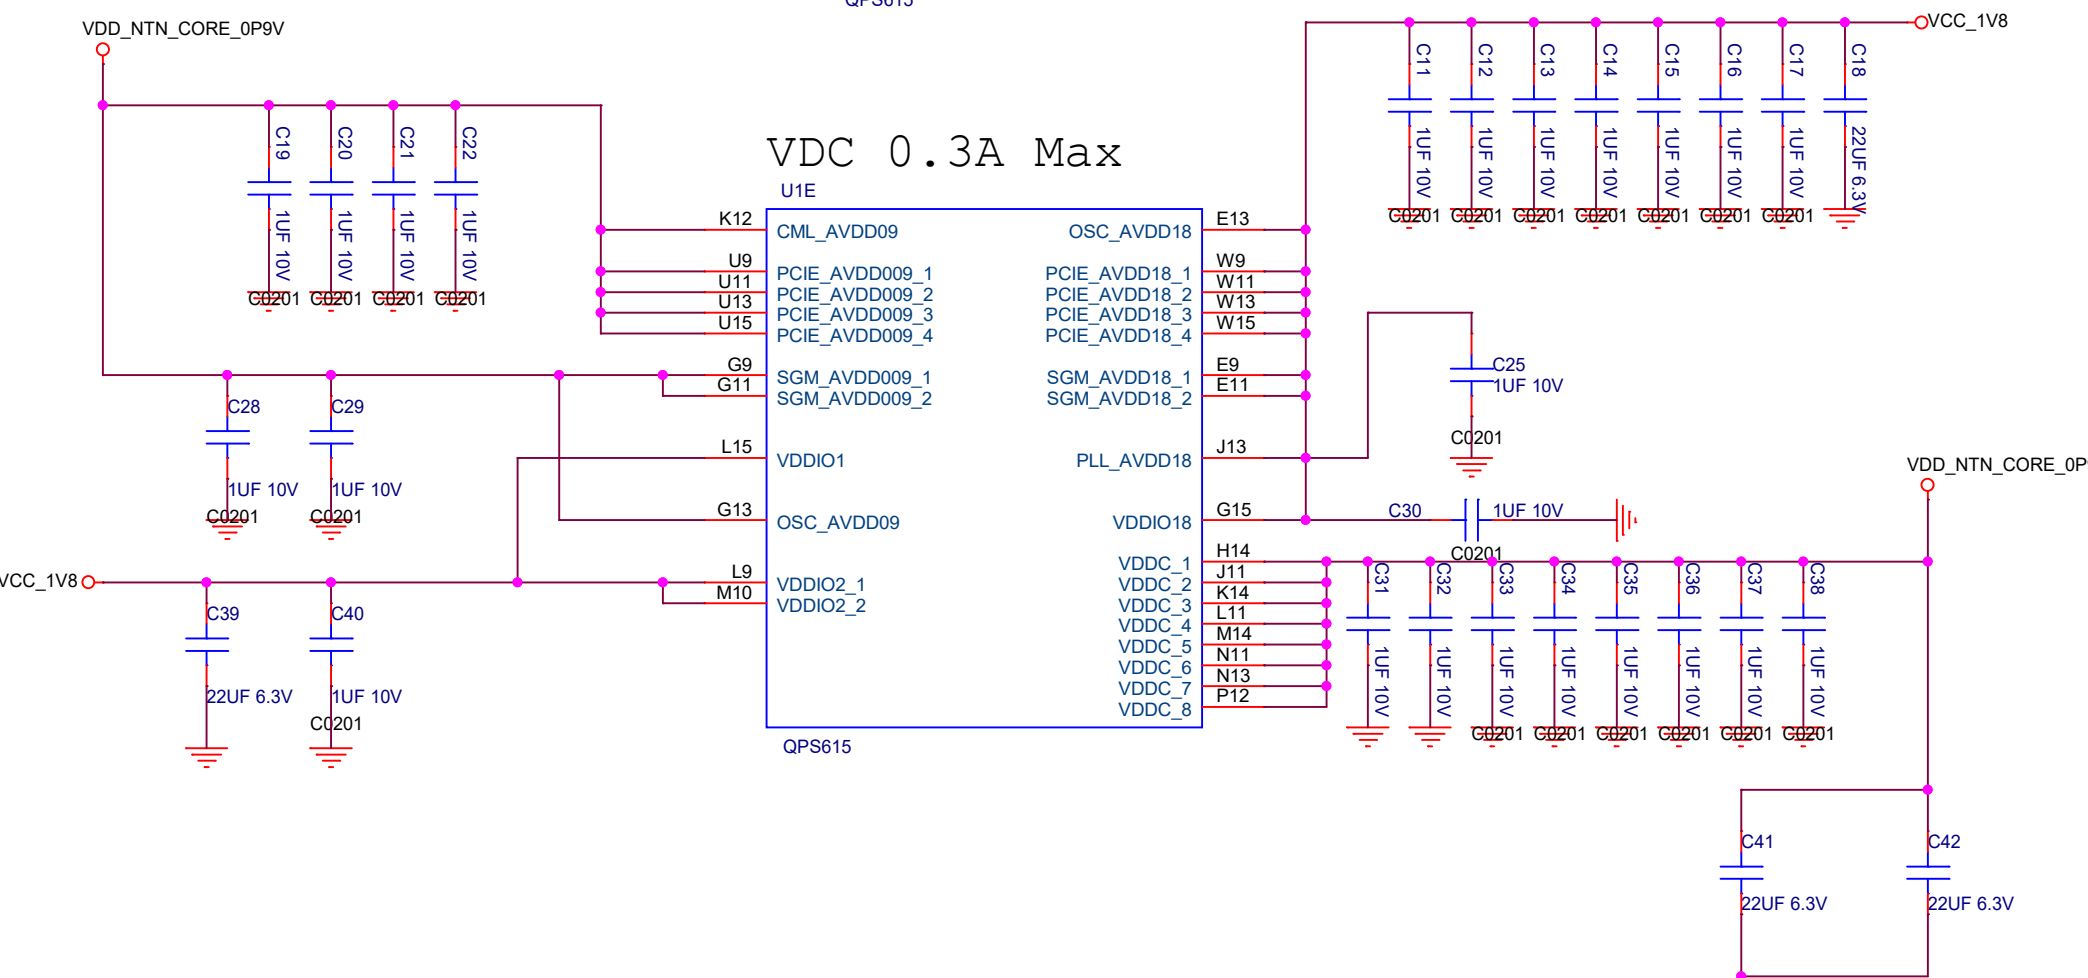 QPS615
VDD_NTN_CORE_0P9V
VCC_1V8
C11
C12
C13
C14
C15
C16
C17
C18
1UF 10V
1UF 10V
1UF 10V
1UF 10V
1UF 10V
1UF 10V
1UF 10V
22UF 6.3V
C0201
C0201
C0201
C0201
C0201
C0201
C0201
C19
C20
C21
C22
1UF 10V
1UF 10V
1UF 10V
1UF 10V
C0201
C0201
C0201
C0201
VDC 0.3A Max
U1E
K12 CML_AVDD09
U9 PCIE_AVDD009_1
U11 PCIE_AVDD009_2
U13 PCIE_AVDD009_3
U15 PCIE_AVDD009_4
G9 SGM_AVDD009_1
G11 SGM_AVDD009_2
L15 VDDIO1
G13 OSC_AVDD09
L9 VDDIO2_1
M10 VDDIO2_2
OSC_AVDD18 E13
PCIE_AVDD18_1 W9
PCIE_AVDD18_2 W11
PCIE_AVDD18_3 W13
PCIE_AVDD18_4 W15
SGM_AVDD18_1 E9
SGM_AVDD18_2 E11
PLL_AVDD18 J13
VDDIO18 G15
VDDC_1 H14
VDDC_2 J11
VDDC_3 K14
VDDC_4 L11
VDDC_5 M14
VDDC_6 N11
VDDC_7 N13
VDDC_8 P12
QPS615
C28
1UF 10V
C0201
C29
1UF 10V
C0201
VCC_1V8
C39
22UF 6.3V
C40
1UF 10V
C0201
C25
1UF 10V
C0201
C30
1UF 10V
C0201
VDD_NTN_CORE_0P
C31
C32
C33
C34
C35
C36
C37
C38
1UF 10V
1UF 10V
1UF 10V
1UF 10V
1UF 10V
1UF 10V
1UF 10V
1UF 10V
C0201
C0201
C0201
C0201
C0201
C0201
C41
22UF 6.3V
C42
22UF 6.3V